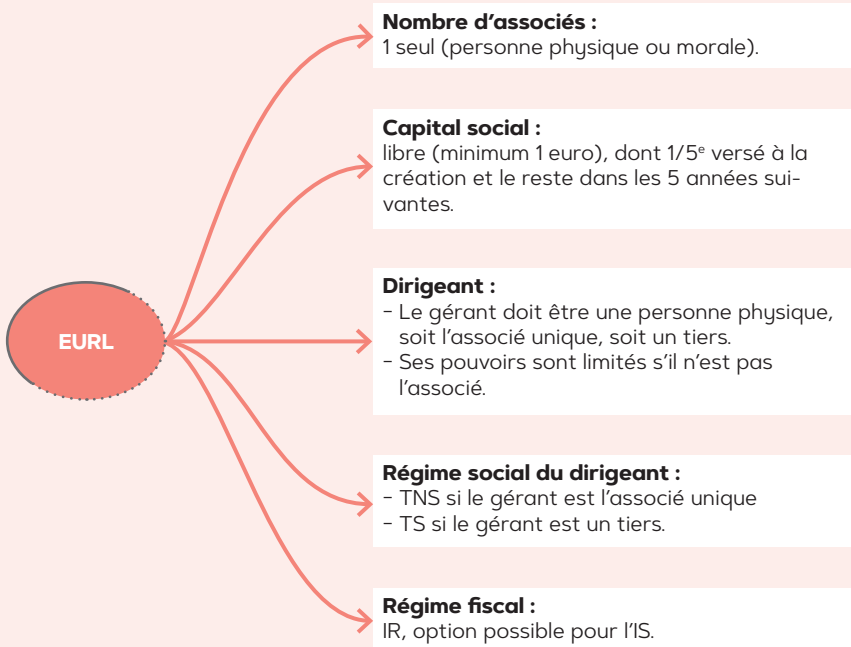 Nombre d'associés :
1 seul (personne physique ou morale).
Capital social :
libre (minimum 1 euro), dont 1/5ᵉ versé à la
création et le reste dans les 5 années sui-
vantes.
EURL
Dirigeant :
- Le gérant doit être une personne physique,
soit l'associé unique, soit un tiers.
- Ses pouvoirs sont limités s'il n'est pas
l'associé.
Régime social du dirigeant :
- TNS si le gérant est l'associé unique
- TS si le gérant est un tiers.
Régime fiscal :
IR, option possible pour l'IS.